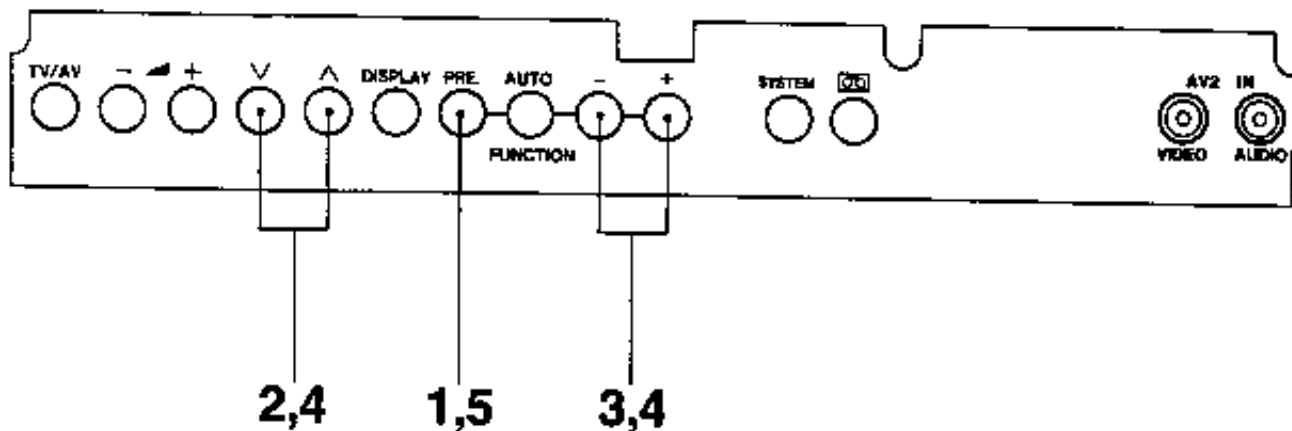 TV/AV - + ∨ ∧ DISPLAY PRE. AUTO - + SYSTEM AV2 IN
FUNCTION VIDEO AUDIO
2,4 1,5 3,4